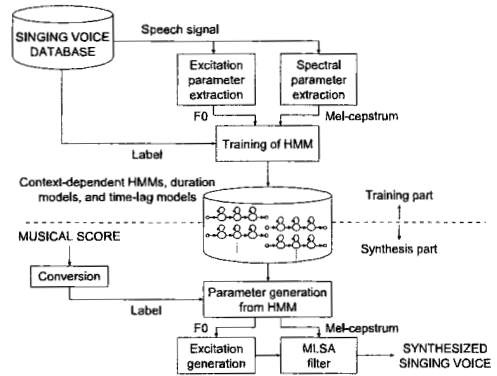 SINGING VOICE
DATABASE
Speech signal
Excitation
parameter
extraction
Spectral
parameter
extraction
F0
Mel-cepstrum
Training of HMM
Label
Context-dependent HMMs, duration
models, and time-lag models
Training part
Synthesis part
MUSICAL SCORE
Conversion
Label
Parameter generation
from HMM
F0
Mel-cepstrum
Excitation
generation
MLSA
filter
SYNTHESIZED
SINGING VOICE